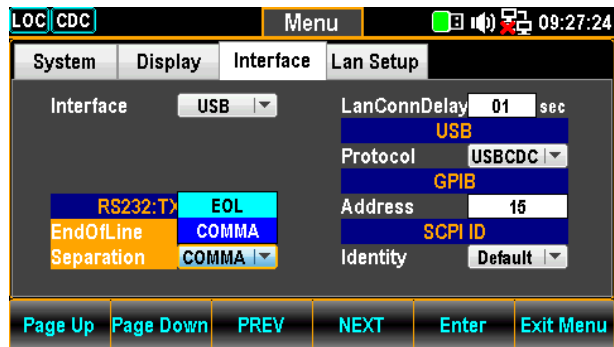 LOC CDC Menu 09:27:24
System Display Interface Lan Setup
Interface USB LanConnDelay 01 sec
USB
Protocol USBCDC
GPIB
RS232:TX EOL Address 15
EndOfLine COMMA SCPI ID
Separation COMMA Identity Default
Page Up Page Down PREV NEXT Enter Exit Menu